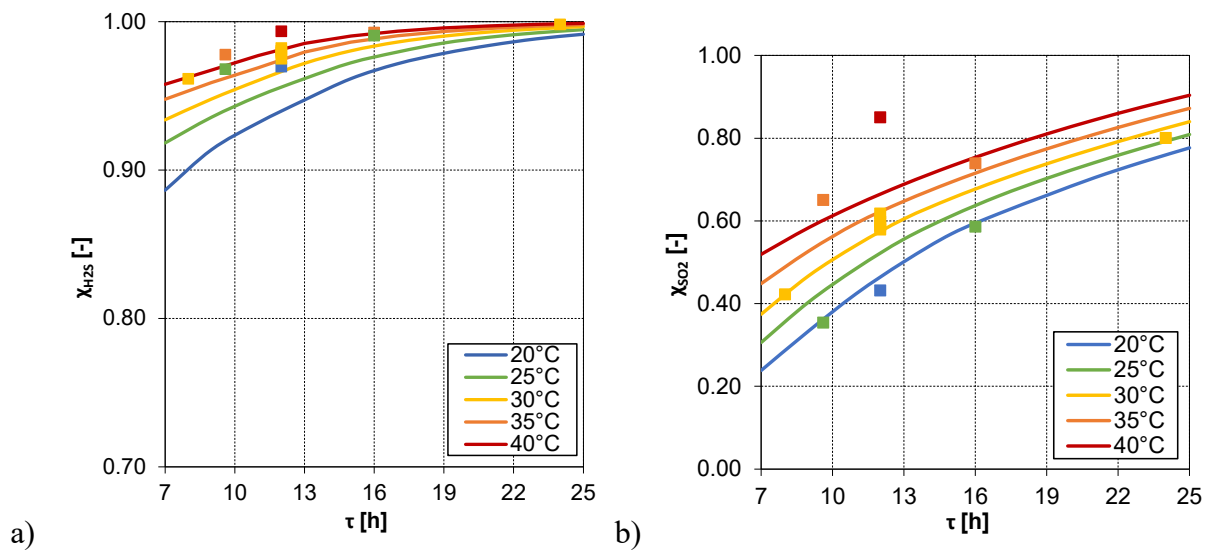 1.00
0.90
0.80
0.70
χH2S [-]
20°C
25°C
30°C
35°C
40°C
7 10 13 16 19 22 25
τ [h]
a)
1.00
0.80
0.60
0.40
0.20
0.00
χSO2 [-]
20°C
25°C
30°C
35°C
40°C
7 10 13 16 19 22 25
τ [h]
b)